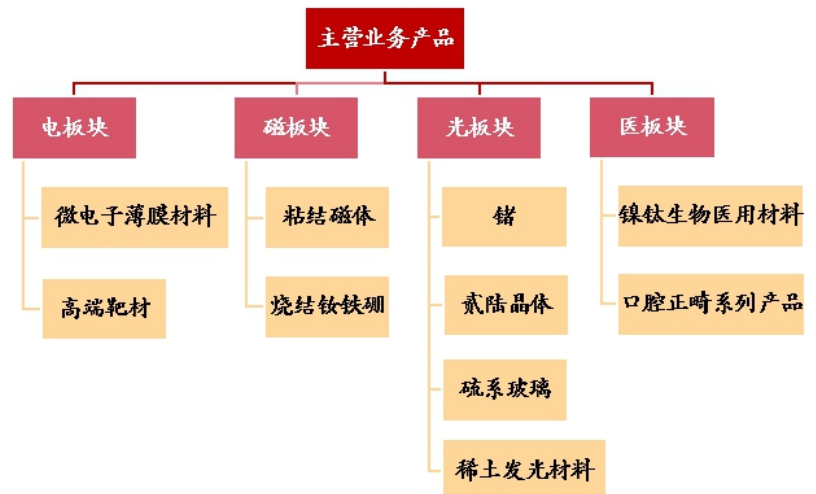 主营业务产品
电板块
磁板块
光板块
医板块
微电子薄膜材料
高端靶材
粘结磁体
烧结钕铁硼
锗
贰陆晶体
硫系玻璃
稀土发光材料
镍钛生物医用材料
口腔正畸系列产品